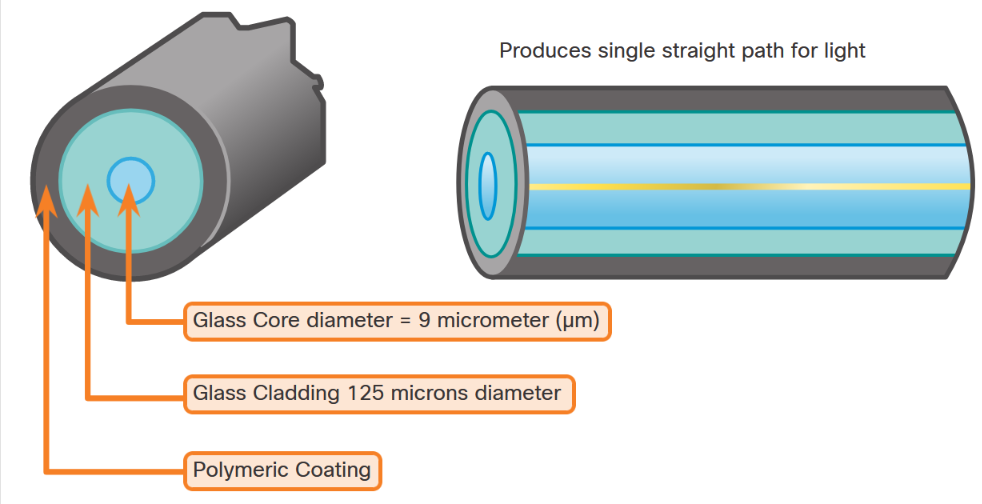 Produces single straight path for light
Glass Core diameter = 9 micrometer (µm)
Glass Cladding 125 microns diameter
Polymeric Coating